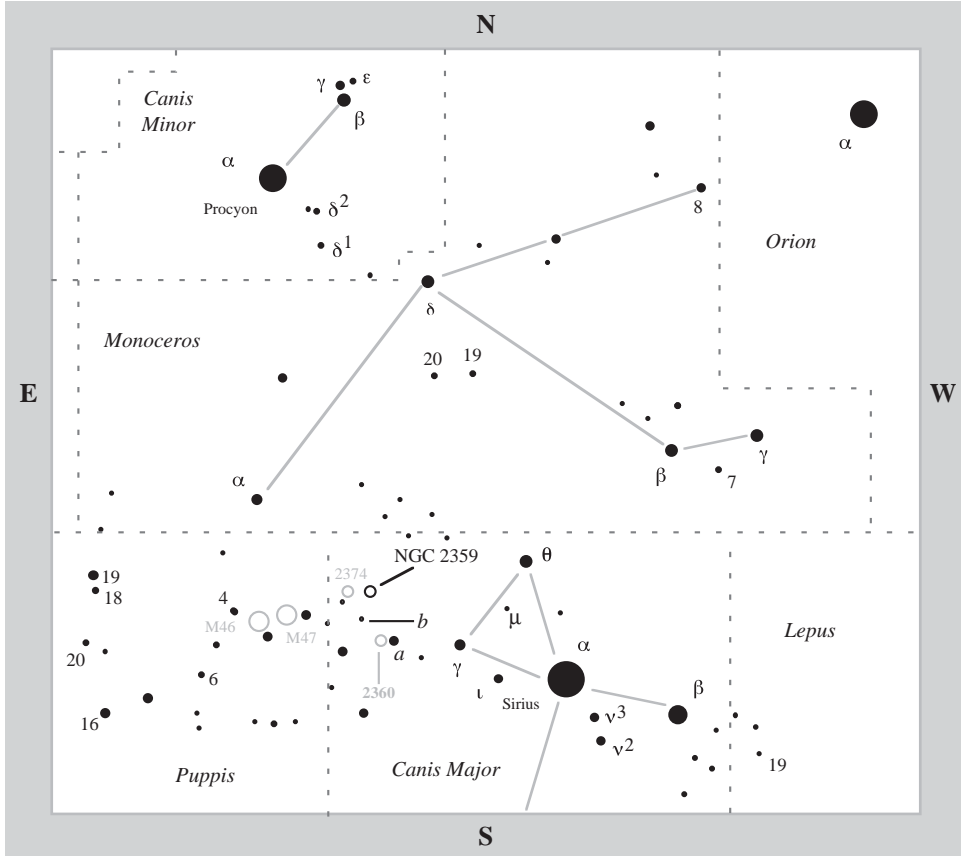 N
Canis
Minor
γ ε
β
α
Procyon
δ²
δ¹
α
8
Orion
δ
Monoceros
20 19
E
W
β
γ
7
α
NGC 2359
2374
θ
19
18
4
M46
M47
b
a
μ
α
Lepus
20
6
2360
γ
ι
Sirius
β
ν³
ν²
16
19
Puppis
Canis Major
S